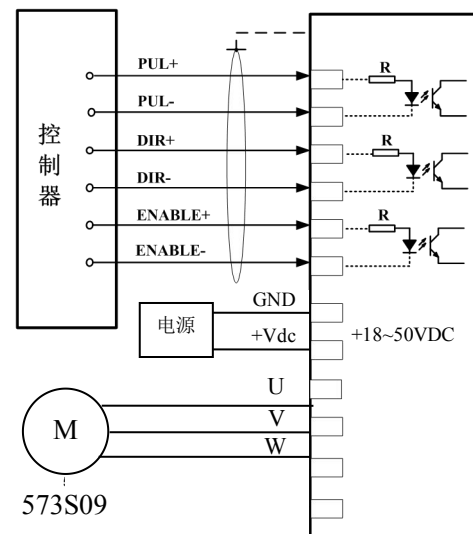 控制器
PUL+
PUL-
DIR+
DIR-
ENABLE+
ENABLE-
R
R
R
电源
GND
+Vdc
+18~50VDC
U
V
W
M
573S09